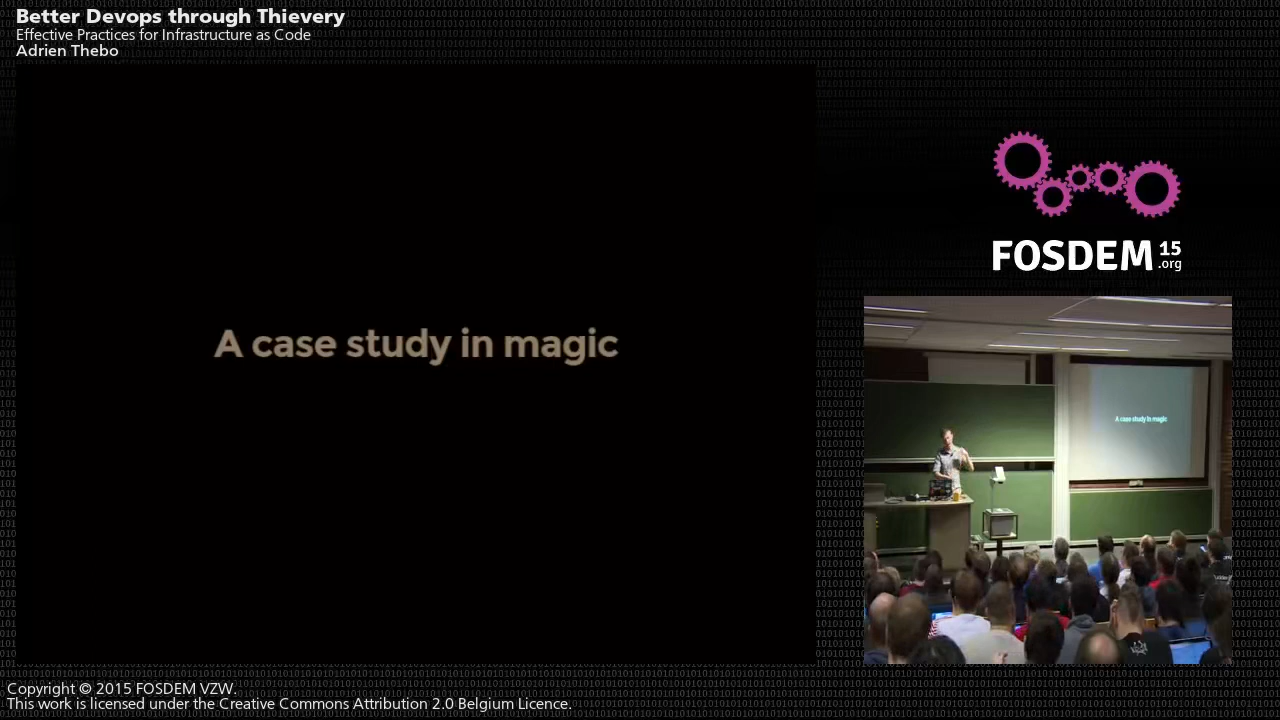 Better Devops through Thievery
Effective Practices for Infrastructure as Code
Adrien Thebo
A case study in magic
FOSDEM 15
.org
A case study in magic
Copyright © 2015 FOSDEM VZW.
This work is licensed under the Creative Commons Attribution 2.0 Belgium Licence.